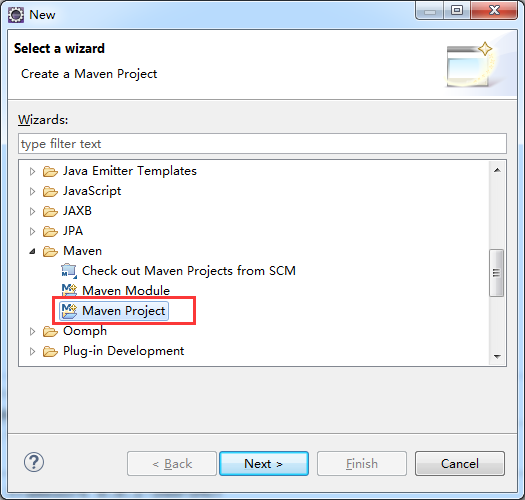 New
Select a wizard
Create a Maven Project
Wizards:
type filter text
Java Emitter Templates
JavaScript
JAXB
JPA
Maven
Check out Maven Projects from SCM
Maven Module
Maven Project
Oomph
Plug-in Development
?
< Back
Next >
Finish
Cancel